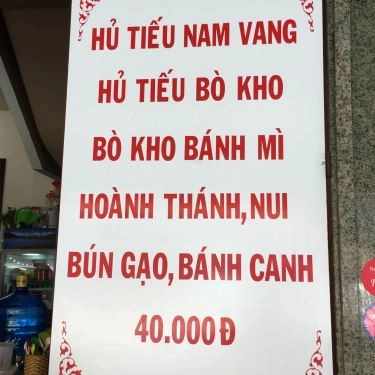 HỦ TIẾU NAM VANG
HỦ TIẾU BÒ KHO
BÒ KHO BÁNH MÌ
HOÀNH THÁNH, NUI
BÚN GẠO, BÁNH CANH
40.000Đ